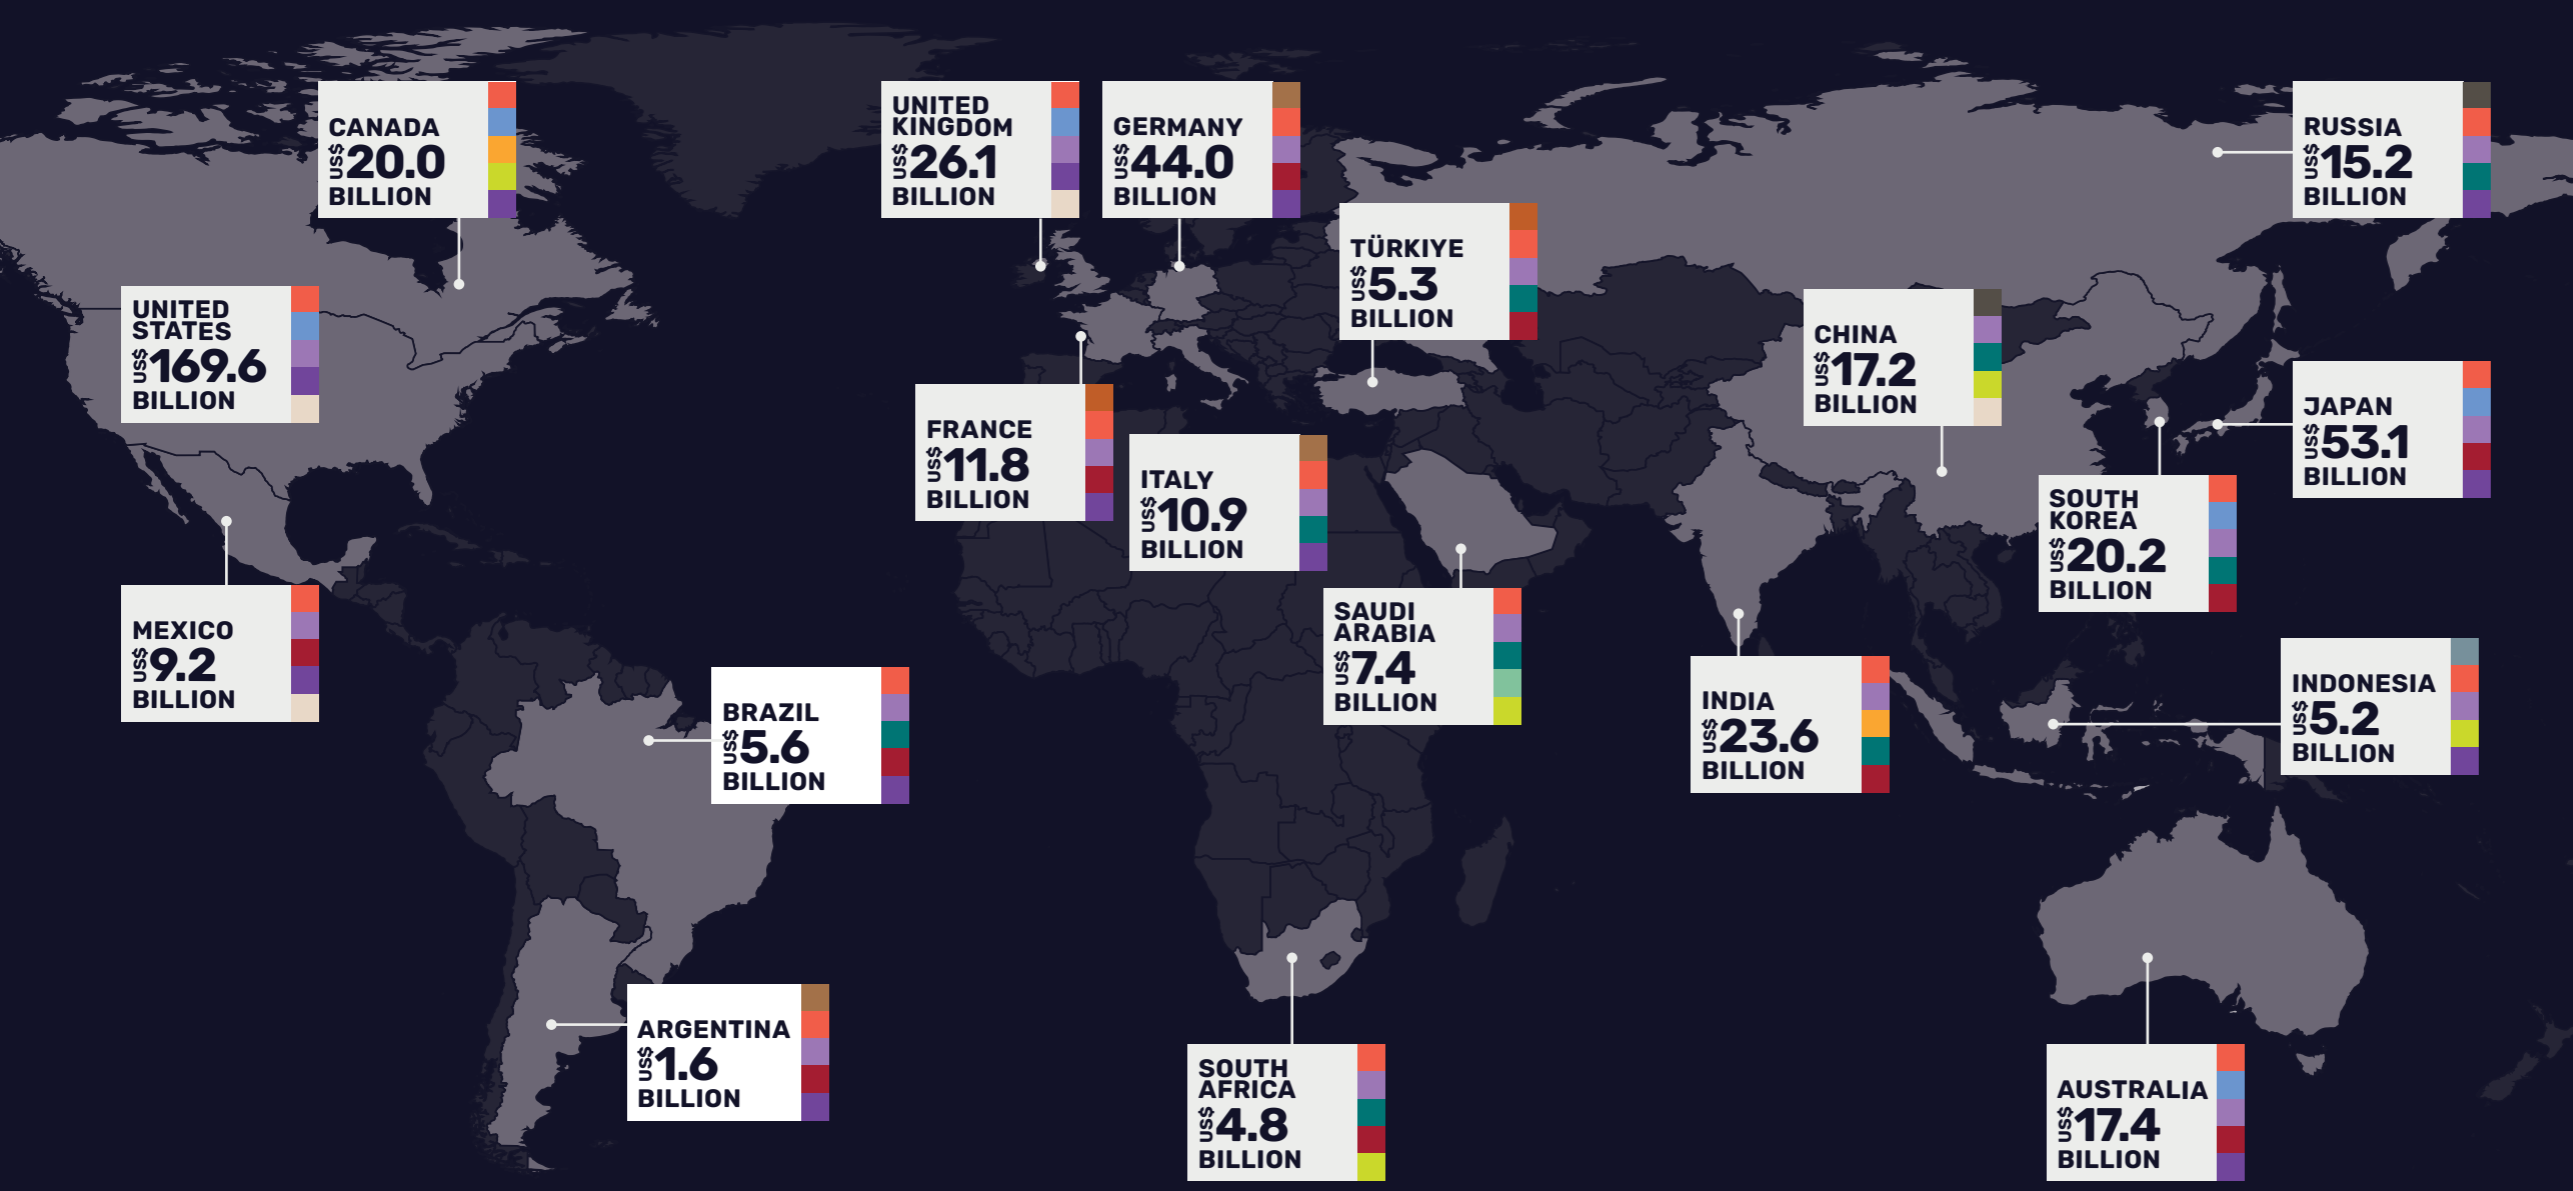 CANADA
US$ 20.0
BILLION
UNITED
KINGDOM
US$ 26.1
BILLION
GERMANY
US$ 44.0
BILLION
RUSSIA
US$ 15.2
BILLION
TÜRKIYE
US$ 5.3
BILLION
UNITED
STATES
US$ 169.6
BILLION
CHINA
US$ 17.2
BILLION
JAPAN
US$ 53.1
BILLION
FRANCE
US$ 11.8
BILLION
ITALY
US$ 10.9
BILLION
SOUTH
KOREA
US$ 20.2
BILLION
MEXICO
US$ 9.2
BILLION
SAUDI
ARABIA
US$ 7.4
BILLION
INDIA
US$ 23.6
BILLION
INDONESIA
US$ 5.2
BILLION
BRAZIL
US$ 5.6
BILLION
ARGENTINA
US$ 1.6
BILLION
SOUTH
AFRICA
US$ 4.8
BILLION
AUSTRALIA
US$ 17.4
BILLION